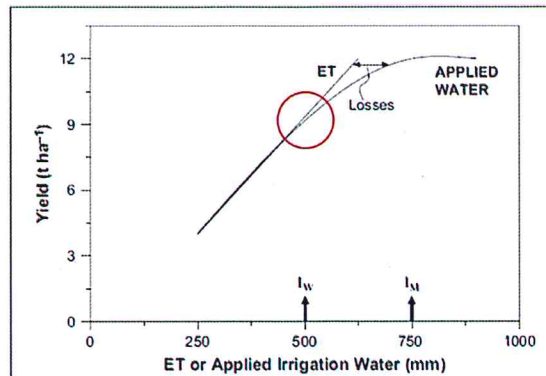 12
9
6
3
0
Yield (t ha⁻¹)
ET
Losses
APPLIED
WATER
I_W
I_M
0
250
500
750
1000
ET or Applied Irrigation Water (mm)